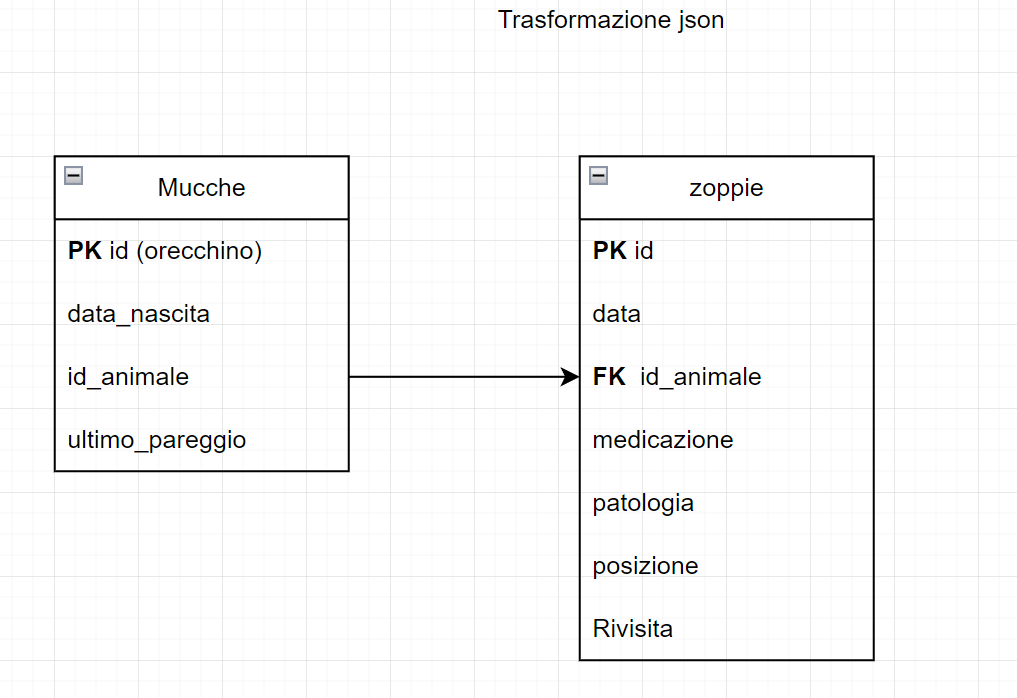 Trasformazione json
Mucche
PK id (orecchino)
data_nascita
id_animale
ultimo_pareggio
zoppie
PK id
data
FK id_animale
medicazione
patologia
posizione
Rivisita